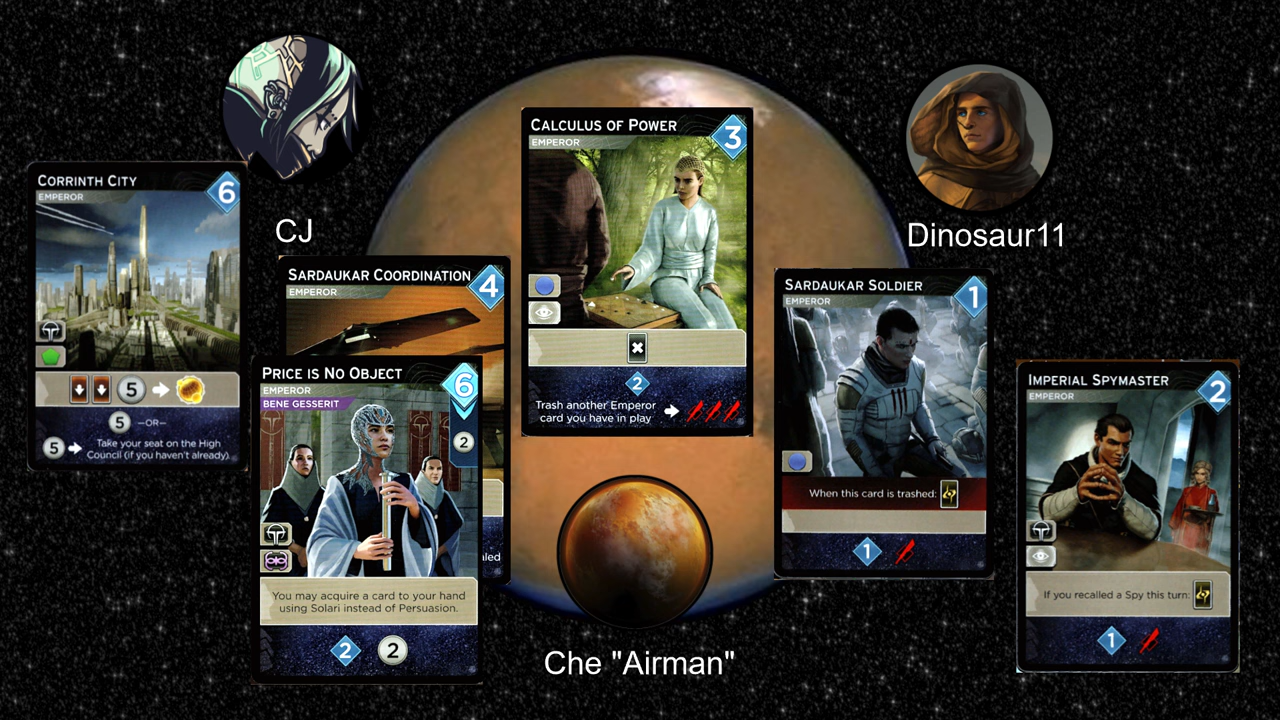 CJ
Dinosaur11
Che "Airman"
CORRINTH CITY
6
EMPEROR
5
5 –OR–
5 Take your seat on the High
Council (if you haven't already).
SARDAUKAR COORDINATION
4
EMPEROR
led
PRICE IS NO OBJECT
6
EMPEROR
BENE GESSERIT
2
You may acquire a card to your hand
using Solari instead of Persuasion.
2 2
CALCULUS OF POWER
3
EMPEROR
2
Trash another Emperor
card you have in play
SARDAUKAR SOLDIER
1
EMPEROR
When this card is trashed:
1
IMPERIAL SPYMASTER
2
EMPEROR
If you recalled a Spy this turn:
1